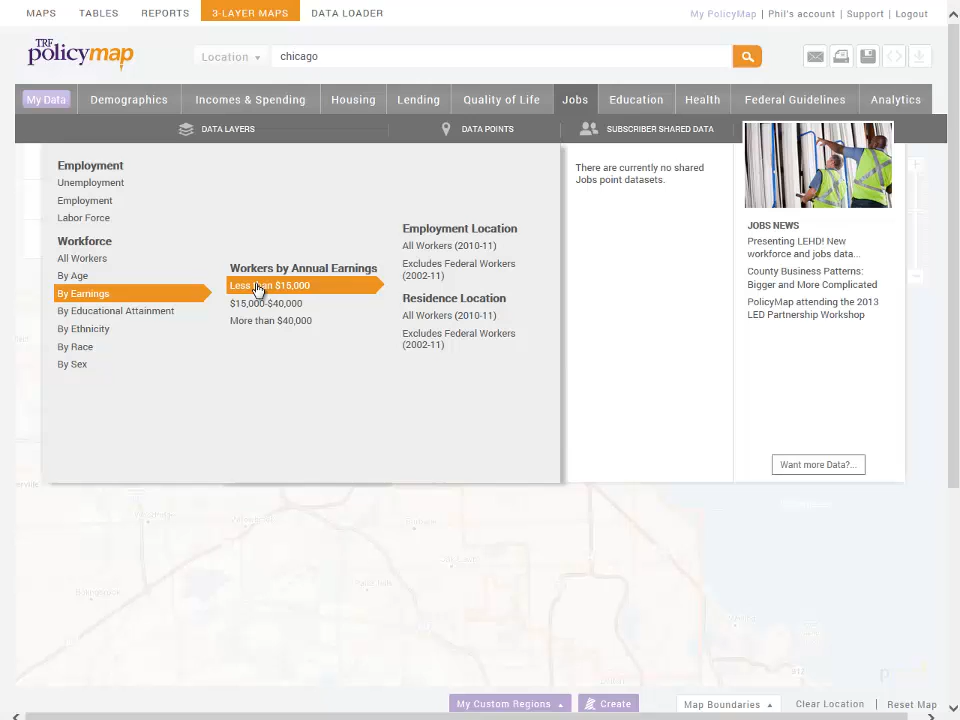 MAPS TABLES REPORTS 3-LAYER MAPS DATA LOADER
My PolicyMap | Phil's account | Support | Logout
TRF
policymap
Location chicago
My Data Demographics Incomes & Spending Housing Lending Quality of Life Jobs Education Health Federal Guidelines Analytics
DATA LAYERS DATA POINTS SUBSCRIBER SHARED DATA
Employment
Unemployment
Employment
Labor Force
Workforce
All Workers
By Age
By Earnings
By Educational Attainment
By Ethnicity
By Race
By Sex
Workers by Annual Earnings
Less than $15,000
$15,000-$40,000
More than $40,000
Employment Location
All Workers (2010-11)
Excludes Federal Workers
(2002-11)
Residence Location
All Workers (2010-11)
Excludes Federal Workers
(2002-11)
There are currently no shared
Jobs point datasets.
JOBS NEWS
Presenting LEHD! New
workforce and jobs data...
County Business Patterns:
Bigger and More Complicated
PolicyMap attending the 2013
LED Partnership Workshop
Want more Data?...
My Custom Regions Create Map Boundaries Clear Location | Reset Map